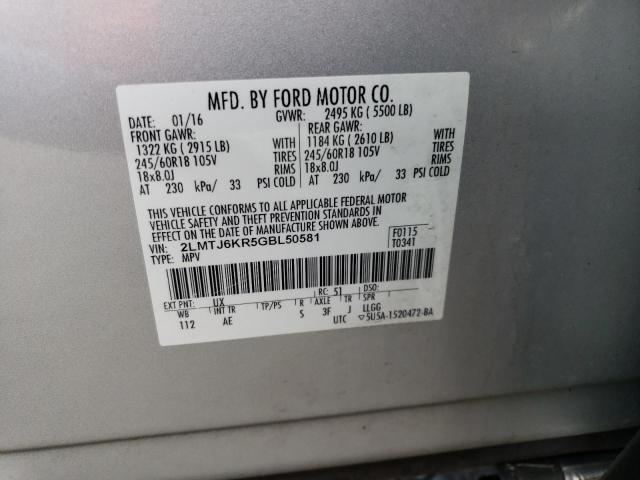 MFD. BY FORD MOTOR CO.
DATE: 01/16 GVWR: 2495 KG ( 5500 LB)
FRONT GAWR: REAR GAWR:
1322 KG ( 2915 LB) 1184 KG ( 2610 LB)
245/60R18 105V TIRES 245/60R18 105V TIRES
18x8.0J RIMS 18x8.0J RIMS
AT 230 kPa/ 33 PSI COLD AT 230 kPa/ 33 PSI COLD
THIS VEHICLE CONFORMS TO ALL APPLICABLE FEDERAL MOTOR
VEHICLE SAFETY AND THEFT PREVENTION STANDARDS IN
EFFECT ON THE DATE OF MANUFACTURE SHOWN ABOVE.
VIN: 2LMTJ6KR5GBL50581 F0115
TYPE: MPV T0341
EXT PNT: UX RC: 51 DSO:
WB INT TR TP/PS R AXLE TR SPR
112 AE S 3F J LLGG
UTC 5U5A-1520472-BA